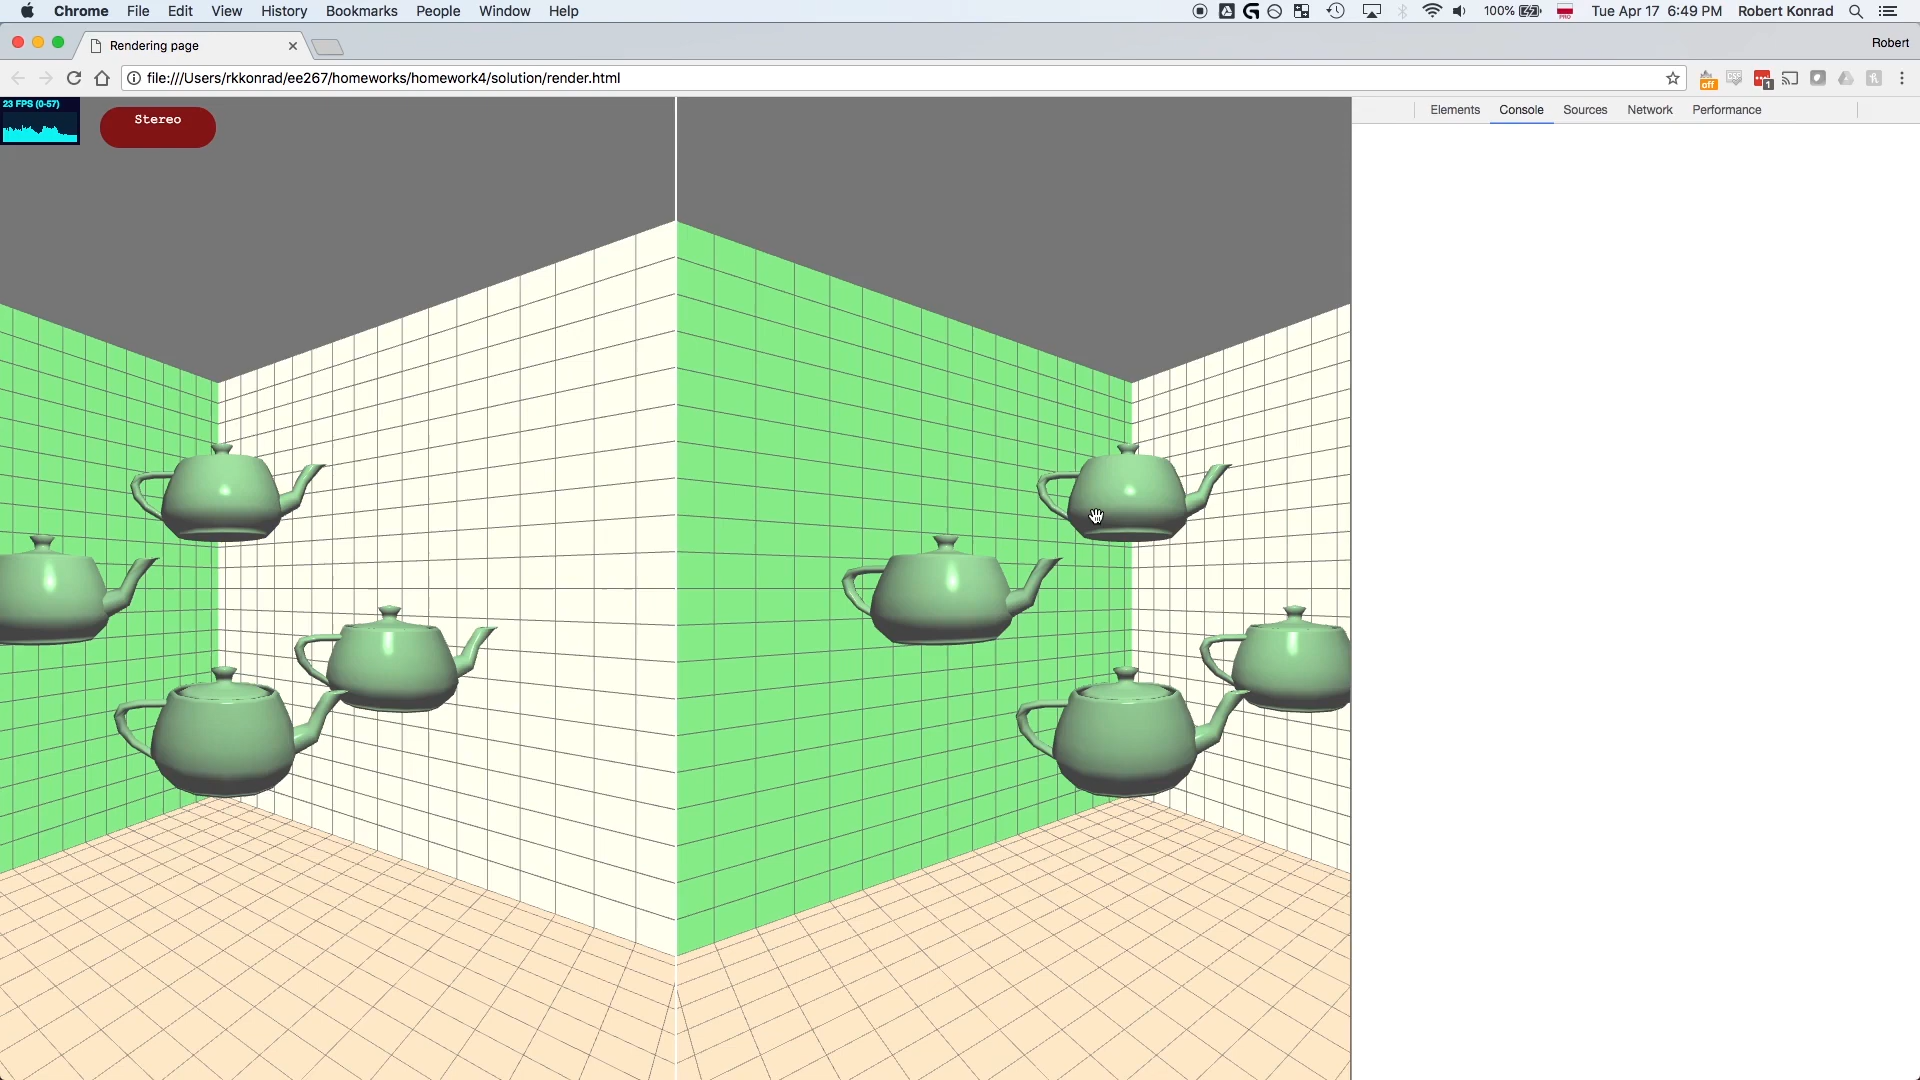 Chrome File Edit View History Bookmarks People Window Help 100% Tue Apr 17 6:49 PM Robert Konrad
Rendering page
Robert
file:///Users/rkkonrad/ee267/homeworks/homework4/solution/render.html
off
1
23 FPS (0-57)
Stereo
Elements Console Sources Network Performance